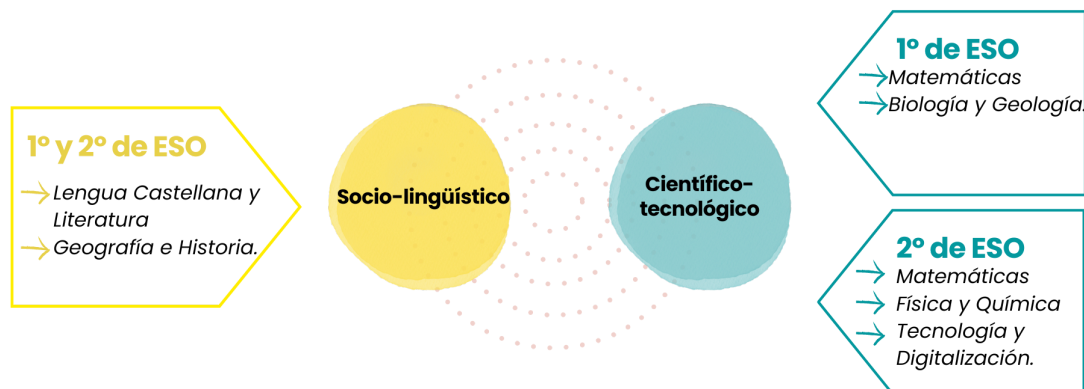 1º y 2º de ESO
Lengua Castellana y
Literatura
Geografía e Historia.
Socio-lingüístico
Científico-
tecnológico
1º de ESO
Matemáticas
Biología y Geología.
2º de ESO
Matemáticas
Física y Química
Tecnología y
Digitalización.